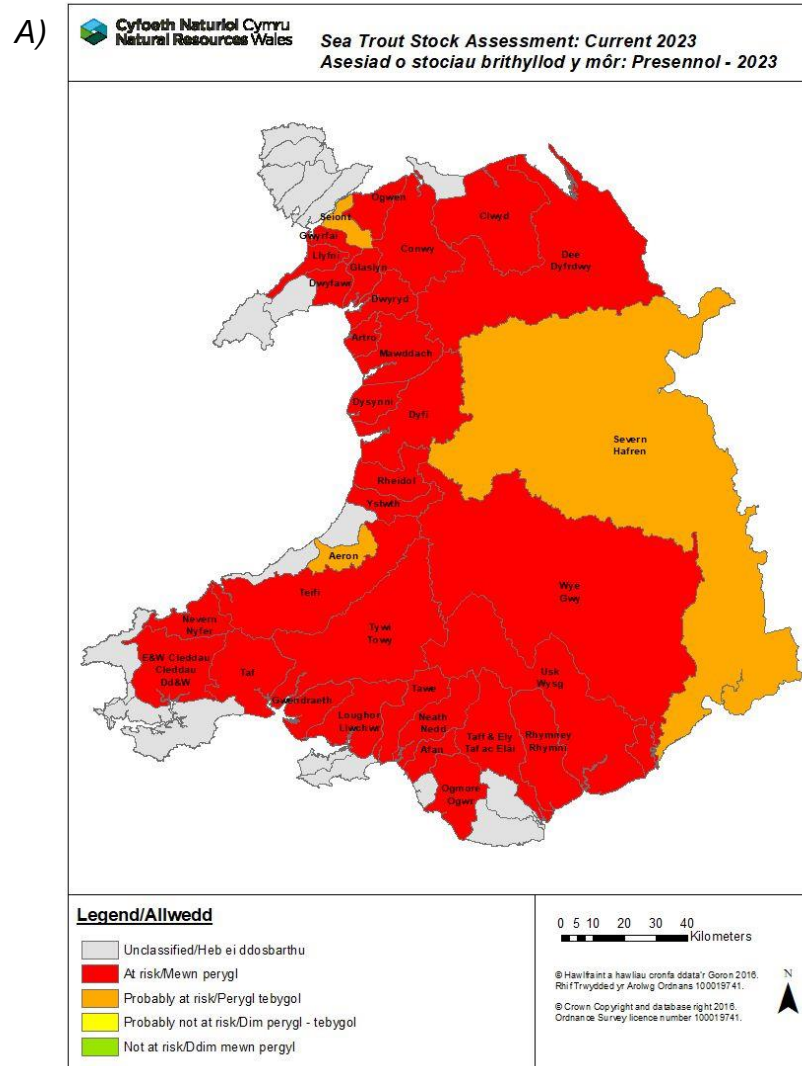 A)
Cyfoeth Naturiol Cymru
Natural Resources Wales
Sea Trout Stock Assessment: Current 2023
Asesiad o stociau brithyllod y môr: Presennol - 2023
Ogwen
Seiont
Gwyrfai
Llyfni
Glaslyn
Dwyfawr
Dwyryd
Conwy
Clwyd
Dee
Dyfrdwy
Artro
Mawddach
Dysynni
Dyfi
Severn
Hafren
Rheidol
Ystwth
Aeron
Teifi
Wye
Gwy
Nevern
Nyfer
Tywi
Towy
E&W Cleddau
Cleddau
Dd&W
Taf
Usk
Wysg
Gwendraeth
Tawe
Loughor
Llwchwr
Neath
Nedd
Afan
Taff & Ely
Taf ac Elai
Rhymney
Rhymni
Ogmore
Ogwr
Legend/Allwedd
Unclassified/Heb ei ddosbarthu
At risk/Mewn perygl
Probably at risk/Perygl tebygol
Probably not at risk/Dim perygl - tebygol
Not at risk/Ddim mewn pergyl
0 5 10 20 30 40
Kilometers
© Hawlfraint a hawliau cronfa ddata'r Goron 2016.
Rhif Trwydded yr Arolwg Ordnans 100019741.
© Crown Copyright and database right 2016.
Ordnance Survey licence number 100019741.
N